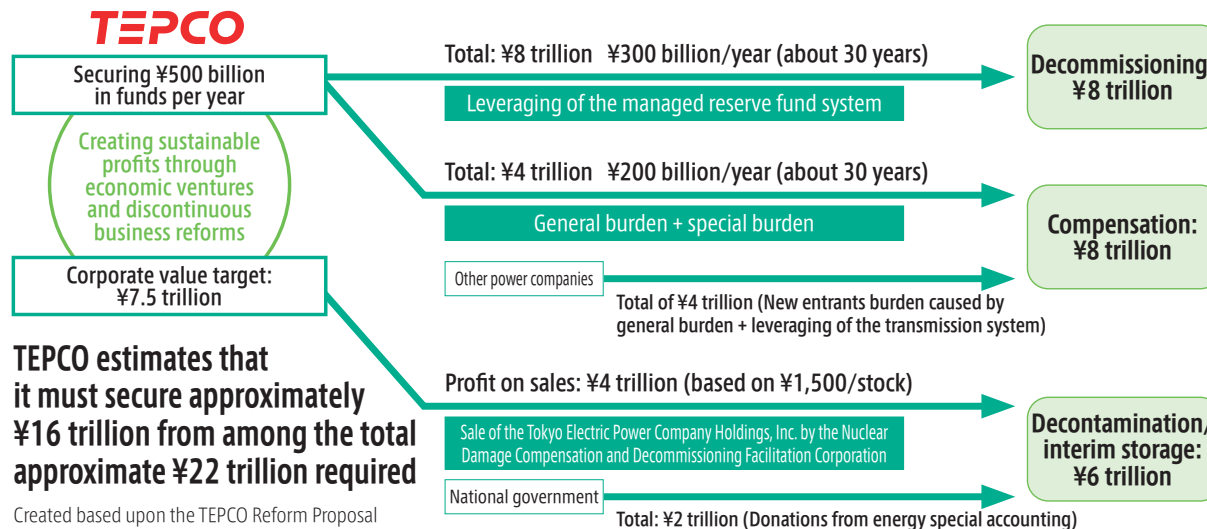 TEPCO
Securing ¥500 billion
in funds per year
Creating sustainable
profits through
economic ventures
and discontinuous
business reforms
Corporate value target:
¥7.5 trillion
TEPCO estimates that
it must secure approximately
¥16 trillion from among the total
approximate ¥22 trillion required
Created based upon the TEPCO Reform Proposal
Total: ¥8 trillion ¥300 billion/year (about 30 years)
Leveraging of the managed reserve fund system
Decommissioning
¥8 trillion
Total: ¥4 trillion ¥200 billion/year (about 30 years)
General burden + special burden
Other power companies
Total of ¥4 trillion (New entrants burden caused by
general burden + leveraging of the transmission system)
Compensation:
¥8 trillion
Profit on sales: ¥4 trillion (based on ¥1,500/stock)
Sale of the Tokyo Electric Power Company Holdings, Inc. by the Nuclear
Damage Compensation and Decommissioning Facilitation Corporation
National government
Total: ¥2 trillion (Donations from energy special accounting)
Decontamination/
interim storage:
¥6 trillion